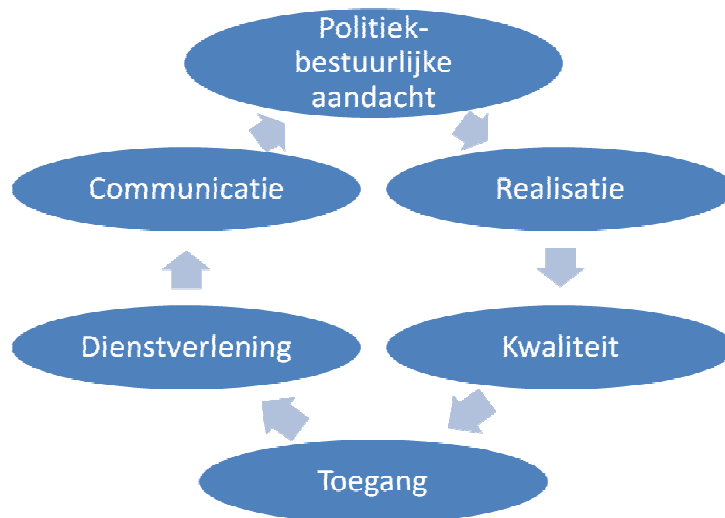 Politiek-
bestuurlijke
aandacht
Communicatie
Realisatie
Dienstverlening
Kwaliteit
Toegang